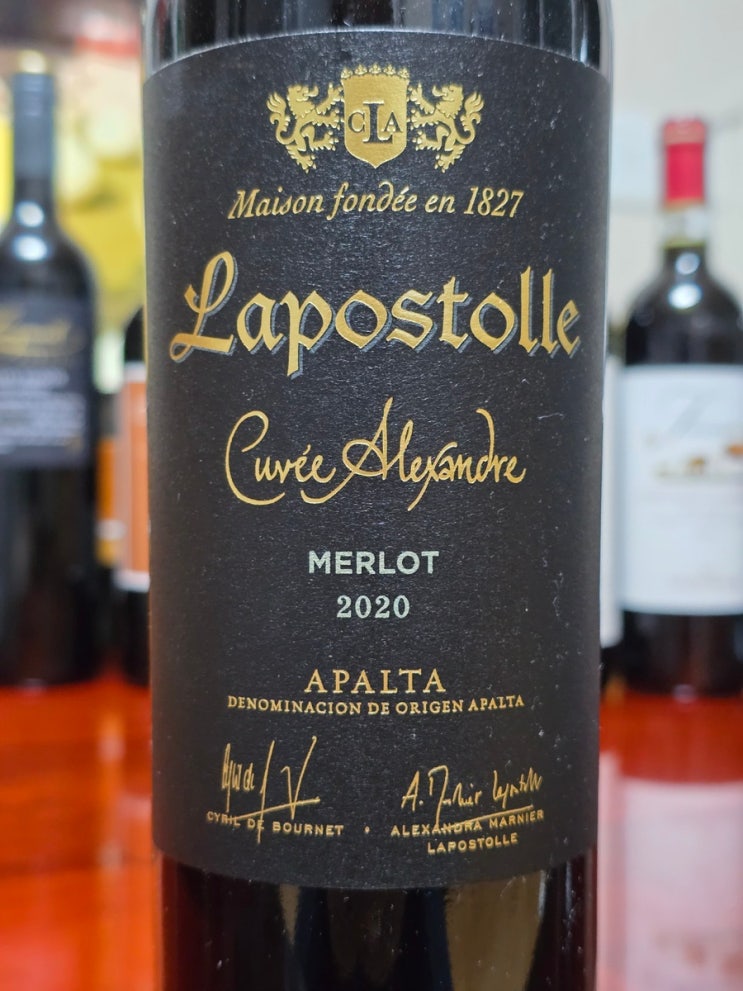 CLA
Maison fondée en 1827
Lapostolle
Cuvée Alexandre
MERLOT
2020
APALTA
DENOMINACION DE ORIGEN APALTA
CYRIL DE BOURNET • ALEXANDRA MARNIER
LAPOSTOLLE